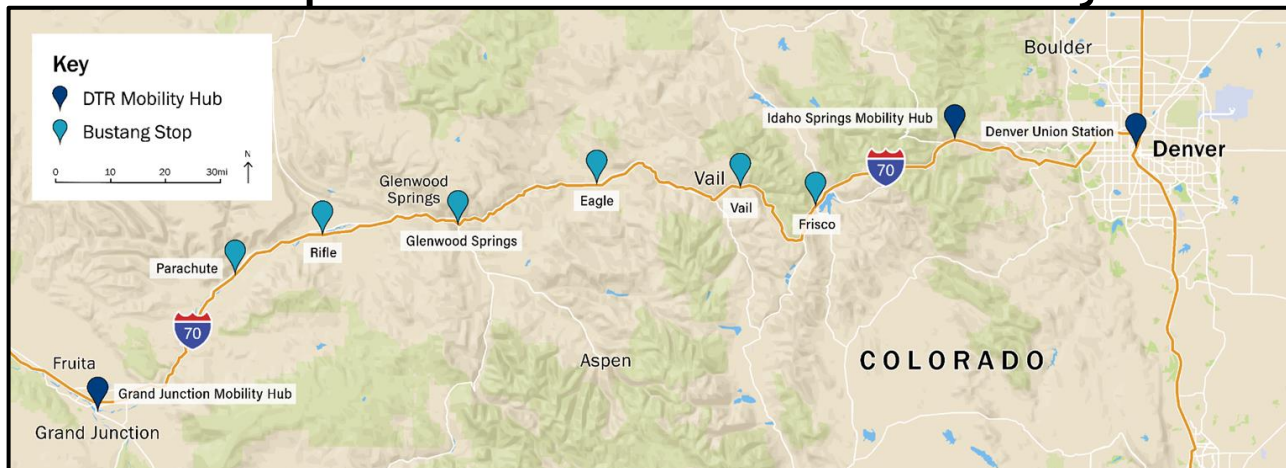 Key
DTR Mobility Hub
Bustang Stop
0 10 20 30mi
N
Boulder
Idaho Springs Mobility Hub
Denver Union Station
Denver
70
Vail
Vail
Frisco
Eagle
Glenwood
Springs
Glenwood Springs
Rifle
Parachute
70
Aspen
COLORADO
Fruita
Grand Junction Mobility Hub
Grand Junction